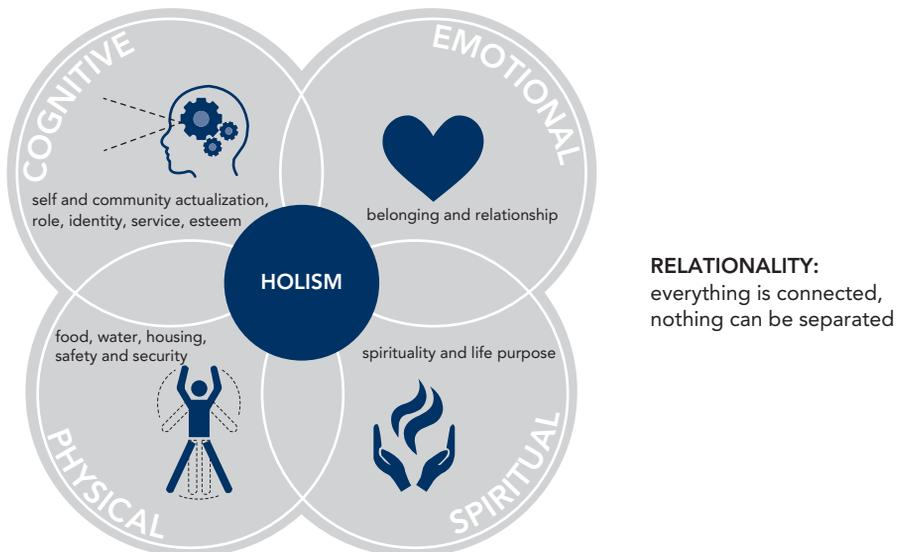 COGNITIVE
EMOTIONAL
self and community actualization,
role, identity, service, esteem
belonging and relationship
HOLISM
RELATIONALITY:
everything is connected,
nothing can be separated
food, water, housing,
safety and security
spirituality and life purpose
PHYSICAL
SPIRITUAL